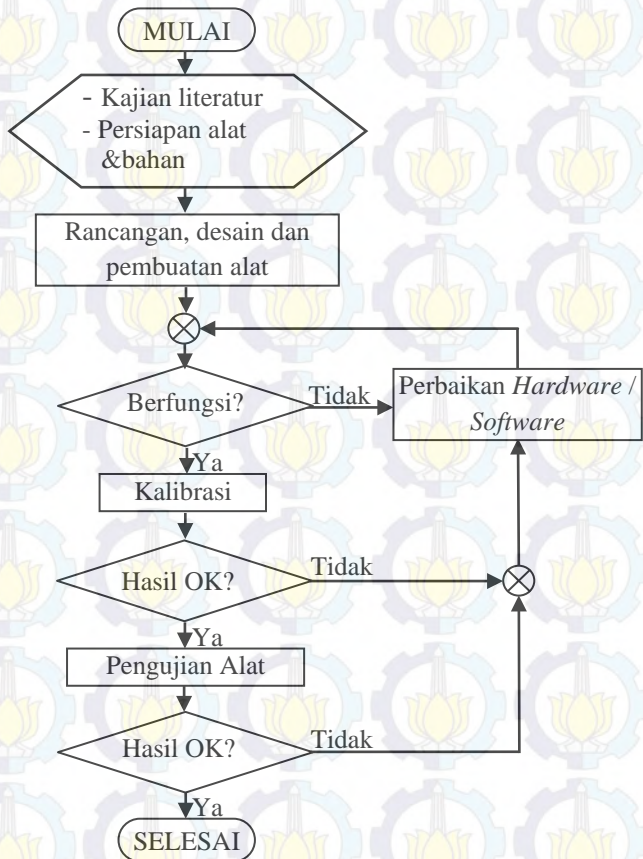 MULAI
- Kajian literatur
- Persiapan alat
&bahan
Rancangan, desain dan
pembuatan alat
Berfungsi?
Tidak
Perbaikan Hardware /
Software
Ya
Kalibrasi
Hasil OK?
Tidak
Ya
Pengujian Alat
Hasil OK?
Tidak
Ya
SELESAI